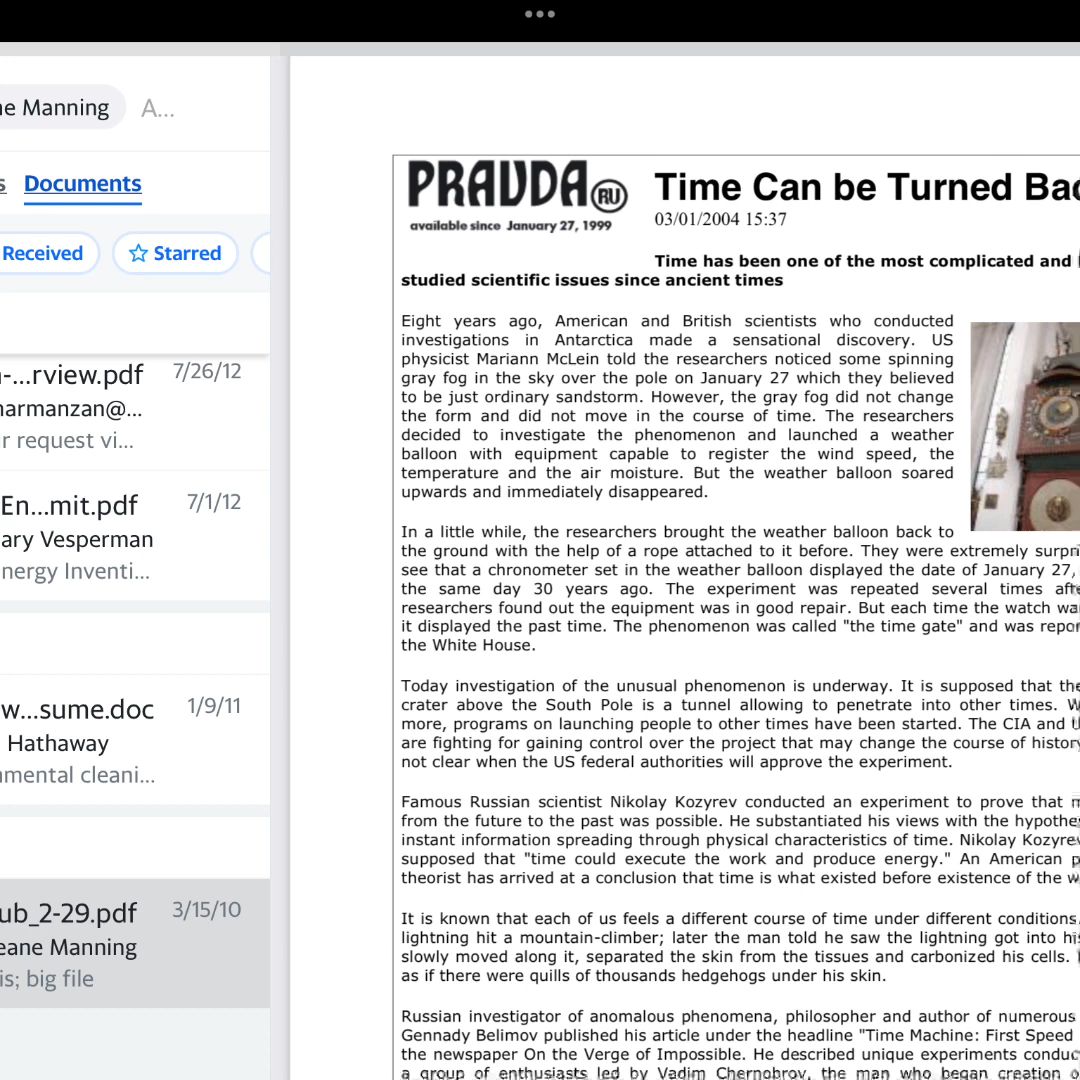 e Manning A...
s Documents
Received Starred
-...rview.pdf 7/26/12
harmanzan@...
r request vi...
En...mit.pdf 7/1/12
ary Vesperman
nergy Inventi...
w...sume.doc 1/9/11
Hathaway
mental cleani...
ub_2-29.pdf 3/15/10
eane Manning
is; big file
PRAVDA RU
available since January 27, 1999
Time Can be Turned Bac
03/01/2004 15:37
Time has been one of the most complicated and
studied scientific issues since ancient times
Eight years ago, American and British scientists who conducted
investigations in Antarctica made a sensational discovery. US
physicist Mariann McLein told the researchers noticed some spinning
gray fog in the sky over the pole on January 27 which they believed
to be just ordinary sandstorm. However, the gray fog did not change
the form and did not move in the course of time. The researchers
decided to investigate the phenomenon and launched a weather
balloon with equipment capable to register the wind speed, the
temperature and the air moisture. But the weather balloon soared
upwards and immediately disappeared.
In a little while, the researchers brought the weather balloon back to
the ground with the help of a rope attached to it before. They were extremely surpri
see that a chronometer set in the weather balloon displayed the date of January 27,
the same day 30 years ago. The experiment was repeated several times afte
researchers found out the equipment was in good repair. But each time the watch wa
it displayed the past time. The phenomenon was called "the time gate" and was repor
the White House.
Today investigation of the unusual phenomenon is underway. It is supposed that the
crater above the South Pole is a tunnel allowing to penetrate into other times. W
more, programs on launching people to other times have been started. The CIA and
are fighting for gaining control over the project that may change the course of history
not clear when the US federal authorities will approve the experiment.
Famous Russian scientist Nikolay Kozyrev conducted an experiment to prove that m
from the future to the past was possible. He substantiated his views with the hypothe
instant information spreading through physical characteristics of time. Nikolay Kozyrev
supposed that "time could execute the work and produce energy." An American p
theorist has arrived at a conclusion that time is what existed before existence of the w
It is known that each of us feels a different course of time under different conditions.
lightning hit a mountain-climber; later the man told he saw the lightning got into his
slowly moved along it, separated the skin from the tissues and carbonized his cells.
as if there were quills of thousands hedgehogs under his skin.
Russian investigator of anomalous phenomena, philosopher and author of numerous
Gennady Belimov published his article under the headline "Time Machine: First Speed
the newspaper On the Verge of Impossible. He described unique experiments conduc
a group of enthusiasts led by Vadim Chernobrov, the man who began creation o